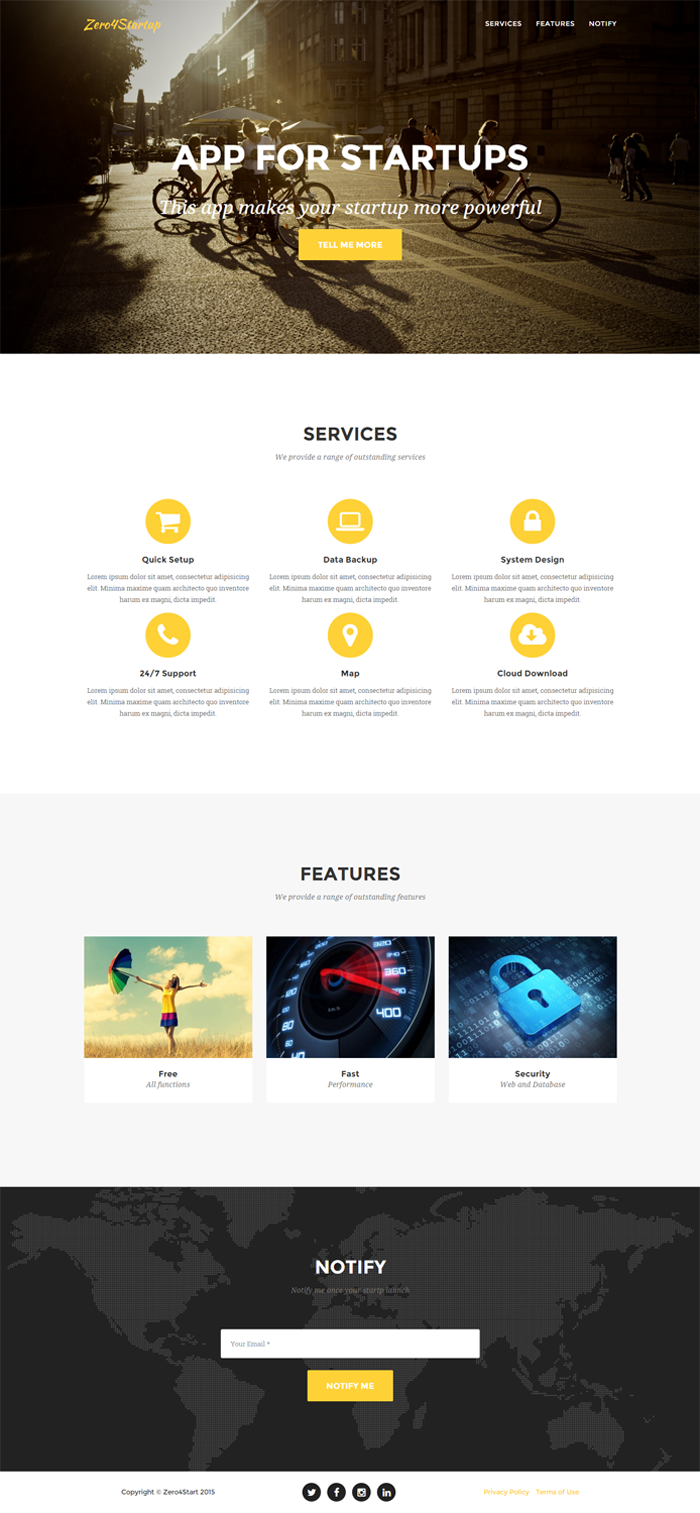 Zero4Startup
SERVICES FEATURES NOTIFY
APP FOR STARTUPS
This app makes your startup more powerful
TELL ME MORE
SERVICES
We provide a range of outstanding services
Quick Setup
Lorem ipsum dolor sit amet, consectetur adipisicing
elit. Minima maxime quam architecto quo inventore
harum ex magni, dicta impedit.
Data Backup
Lorem ipsum dolor sit amet, consectetur adipisicing
elit. Minima maxime quam architecto quo inventore
harum ex magni, dicta impedit.
System Design
Lorem ipsum dolor sit amet, consectetur adipisicing
elit. Minima maxime quam architecto quo inventore
harum ex magni, dicta impedit.
24/7 Support
Lorem ipsum dolor sit amet, consectetur adipisicing
elit. Minima maxime quam architecto quo inventore
harum ex magni, dicta impedit.
Map
Lorem ipsum dolor sit amet, consectetur adipisicing
elit. Minima maxime quam architecto quo inventore
harum ex magni, dicta impedit.
Cloud Download
Lorem ipsum dolor sit amet, consectetur adipisicing
elit. Minima maxime quam architecto quo inventore
harum ex magni, dicta impedit.
FEATURES
We provide a range of outstanding features
320
360
400
120
100
80
60
40
Free
All functions
Fast
Performance
Security
Web and Database
NOTIFY
Notify me once your startp launch
Your Email *
NOTIFY ME
Copyright © Zero4Start 2015
Privacy Policy Terms of Use